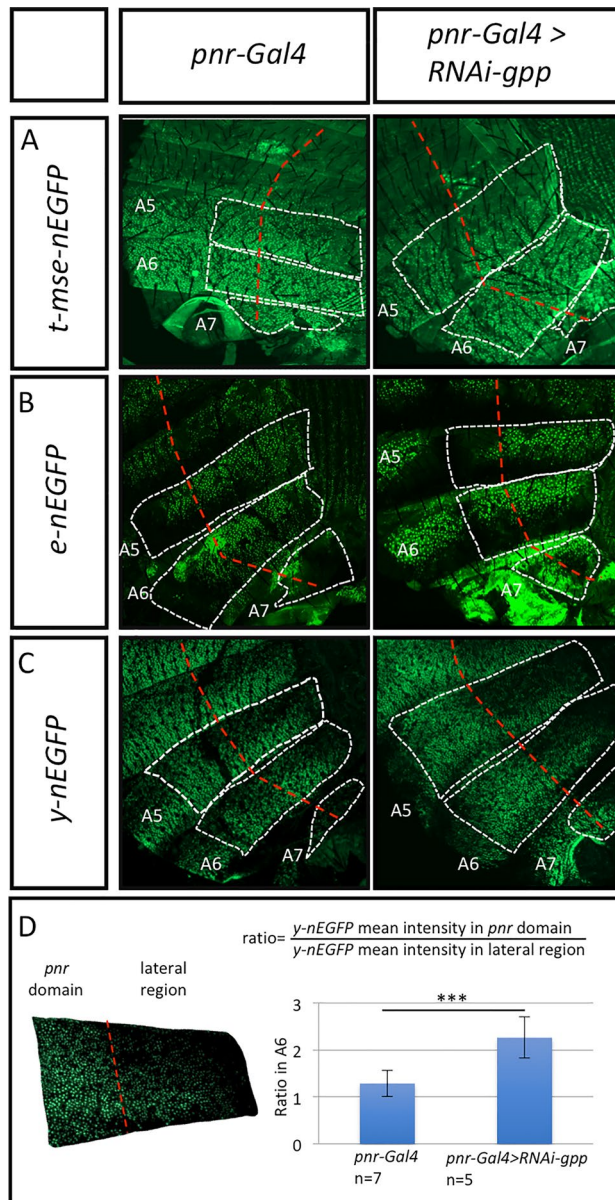 pnr-Gal4
pnr-Gal4 >
RNAi-gpp
A
t-mse-nEGFP
A5
A6
A7
A5
A6
A7
B
e-nEGFP
A5
A6
A7
A5
A6
A7
C
y-nEGFP
A5
A6
A7
A5
A6
A7
D
ratio= y-nEGFP mean intensity in pnr domain
y-nEGFP mean intensity in lateral region
pnr
domain
lateral
region
Ratio in A6
3
2
1
0
***
pnr-Gal4
n=7
pnr-Gal4>RNAi-gpp
n=5